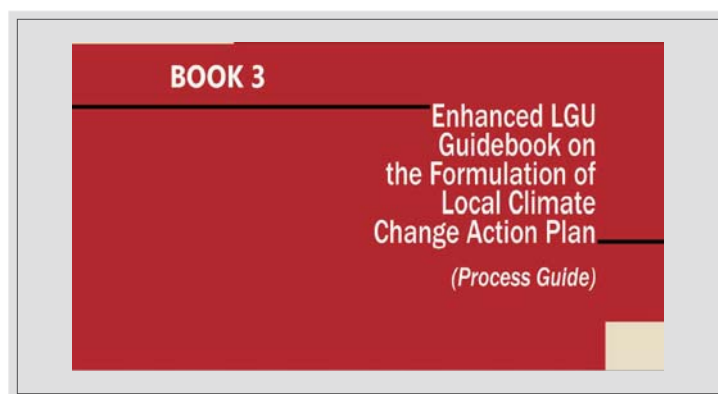 BOOK 3
Enhanced LGU
Guidebook on
the Formulation of
Local Climate
Change Action Plan
(Process Guide)